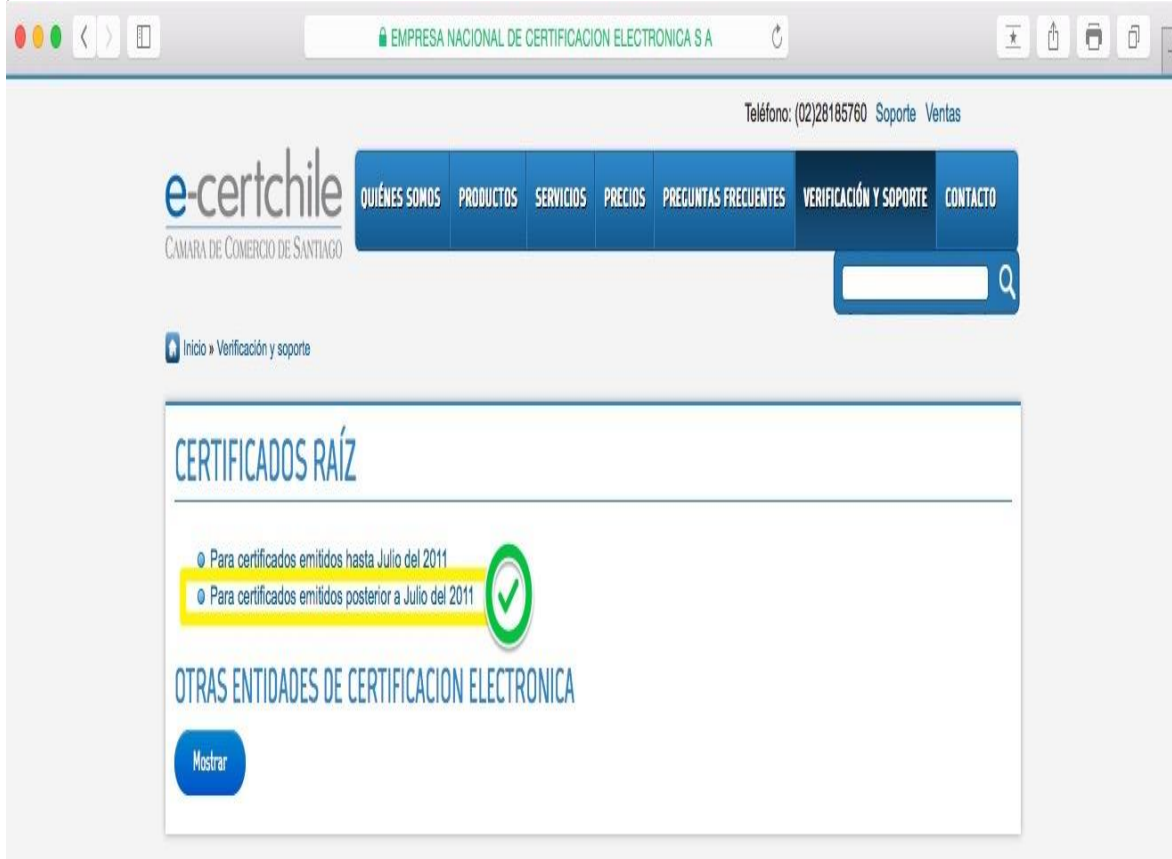 EMPRESA NACIONAL DE CERTIFICACION ELECTRONICA S A
Teléfono: (02)28185760 Soporte Ventas
e-certchile
CAMARA DE COMERCIO DE SANTIAGO
QUIÉNES SOMOS PRODUCTOS SERVICIOS PRECIOS PREGUNTAS FRECUENTES VERIFICACIÓN Y SOPORTE CONTACTO
Inicio » Verificación y soporte
CERTIFICADOS RAÍZ
Para certificados emitidos hasta Julio del 2011
Para certificados emitidos posterior a Julio del 2011
OTRAS ENTIDADES DE CERTIFICACION ELECTRONICA
Mostrar